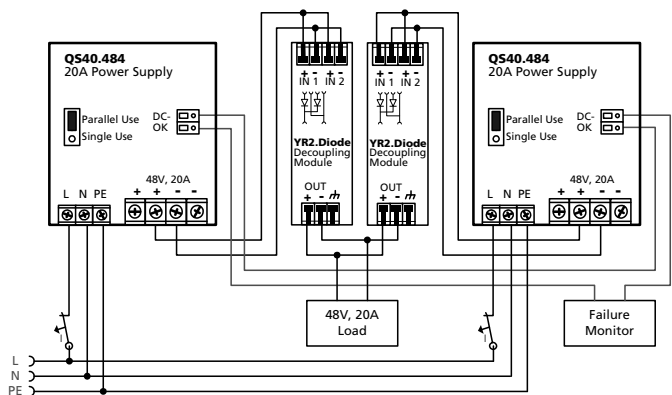 QS40.484
20A Power Supply
Parallel Use
Single Use
DC-
OK
48V, 20A
L N PE
+ + - -
+ - + -
IN 1 IN 2
YR2.Diode
Decoupling
Module
OUT
+ -
+ - + -
IN 1 IN 2
YR2.Diode
Decoupling
Module
OUT
+ -
QS40.484
20A Power Supply
Parallel Use
Single Use
DC-
OK
48V, 20A
L N PE
+ + - -
48V, 20A
Load
Failure
Monitor
I
I
L
N
PE